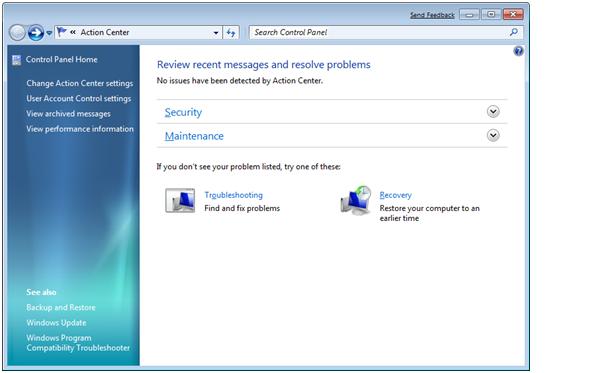 Send Feedback
« Action Center
Search Control Panel
Control Panel Home
Change Action Center settings
User Account Control settings
View archived messages
View performance information
See also
Backup and Restore
Windows Update
Windows Program
Compatibility Troubleshooter
Review recent messages and resolve problems
No issues have been detected by Action Center.
Security
Maintenance
If you don't see your problem listed, try one of these:
Troubleshooting
Find and fix problems
Recovery
Restore your computer to an
earlier time